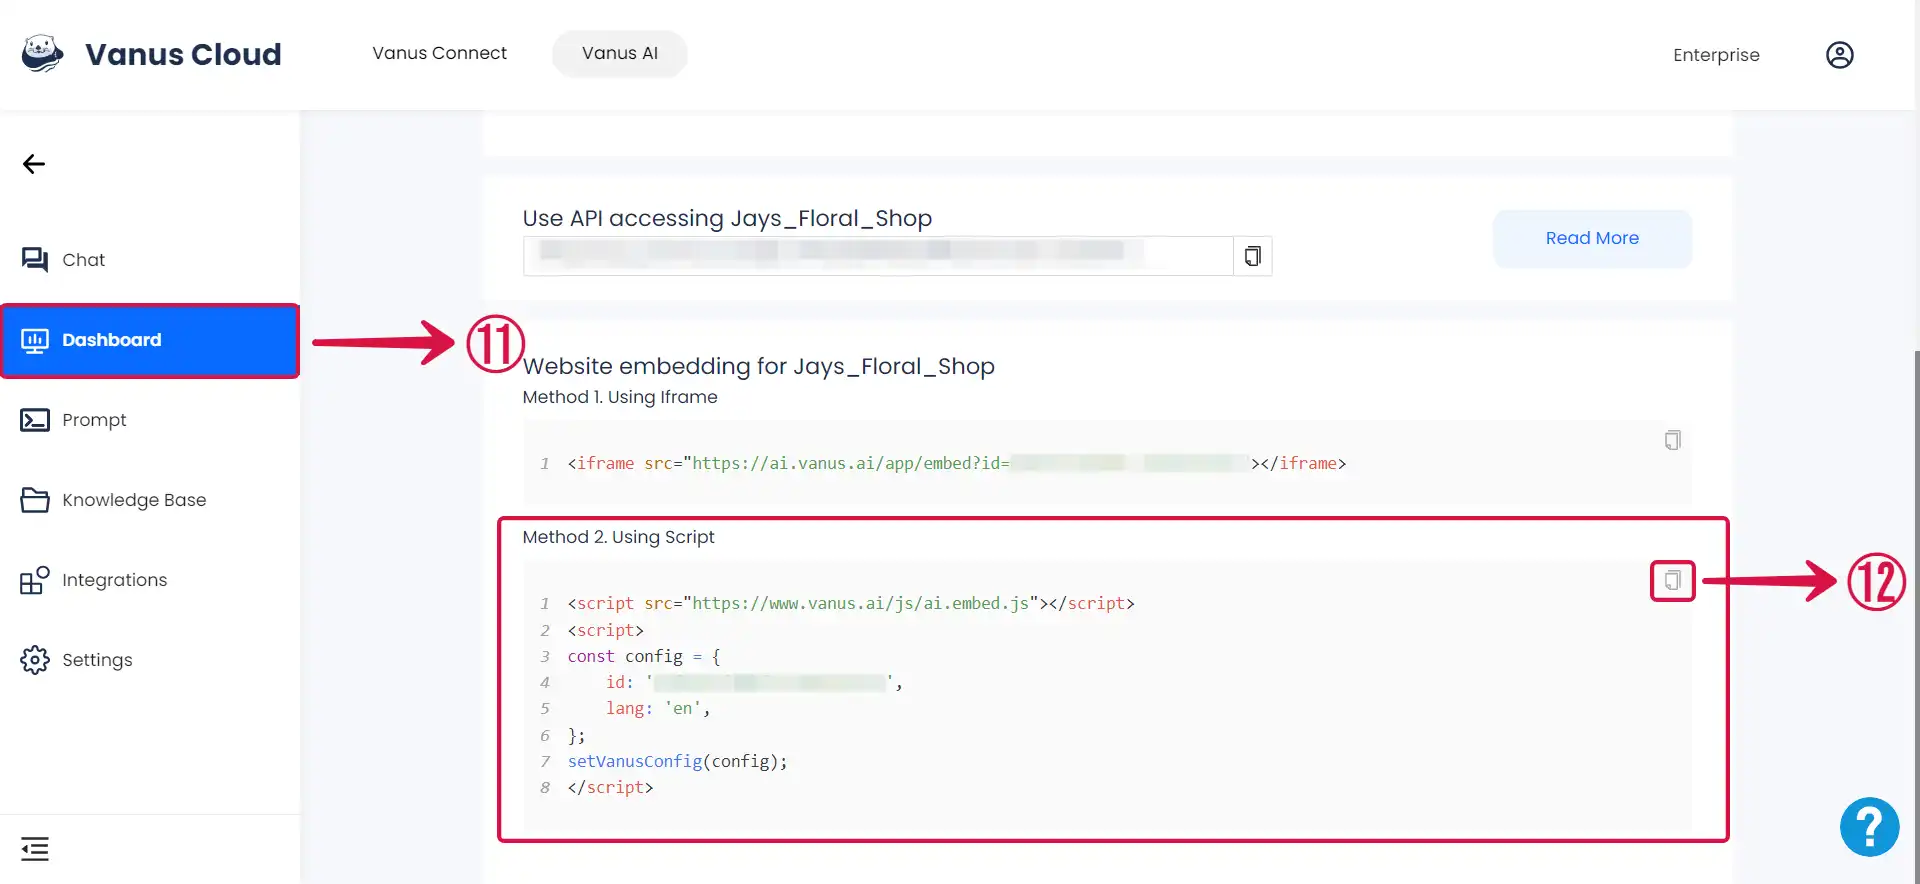 Vanus Cloud
Vanus Connect
Vanus AI
Enterprise
Chat
Dashboard
Prompt
Knowledge Base
Integrations
Settings
Use API accessing Jays_Floral_Shop
Read More
⑪
Website embedding for Jays_Floral_Shop
Method 1. Using Iframe
1 <iframe src="https://ai.vanus.ai/app/embed?id= ></iframe>
Method 2. Using Script
⑫
1 <script src="https://www.vanus.ai/js/ai.embed.js"></script>
2 <script>
3 const config = {
4 id: ' ',
5 lang: 'en',
6 };
7 setVanusConfig(config);
8 </script>
?